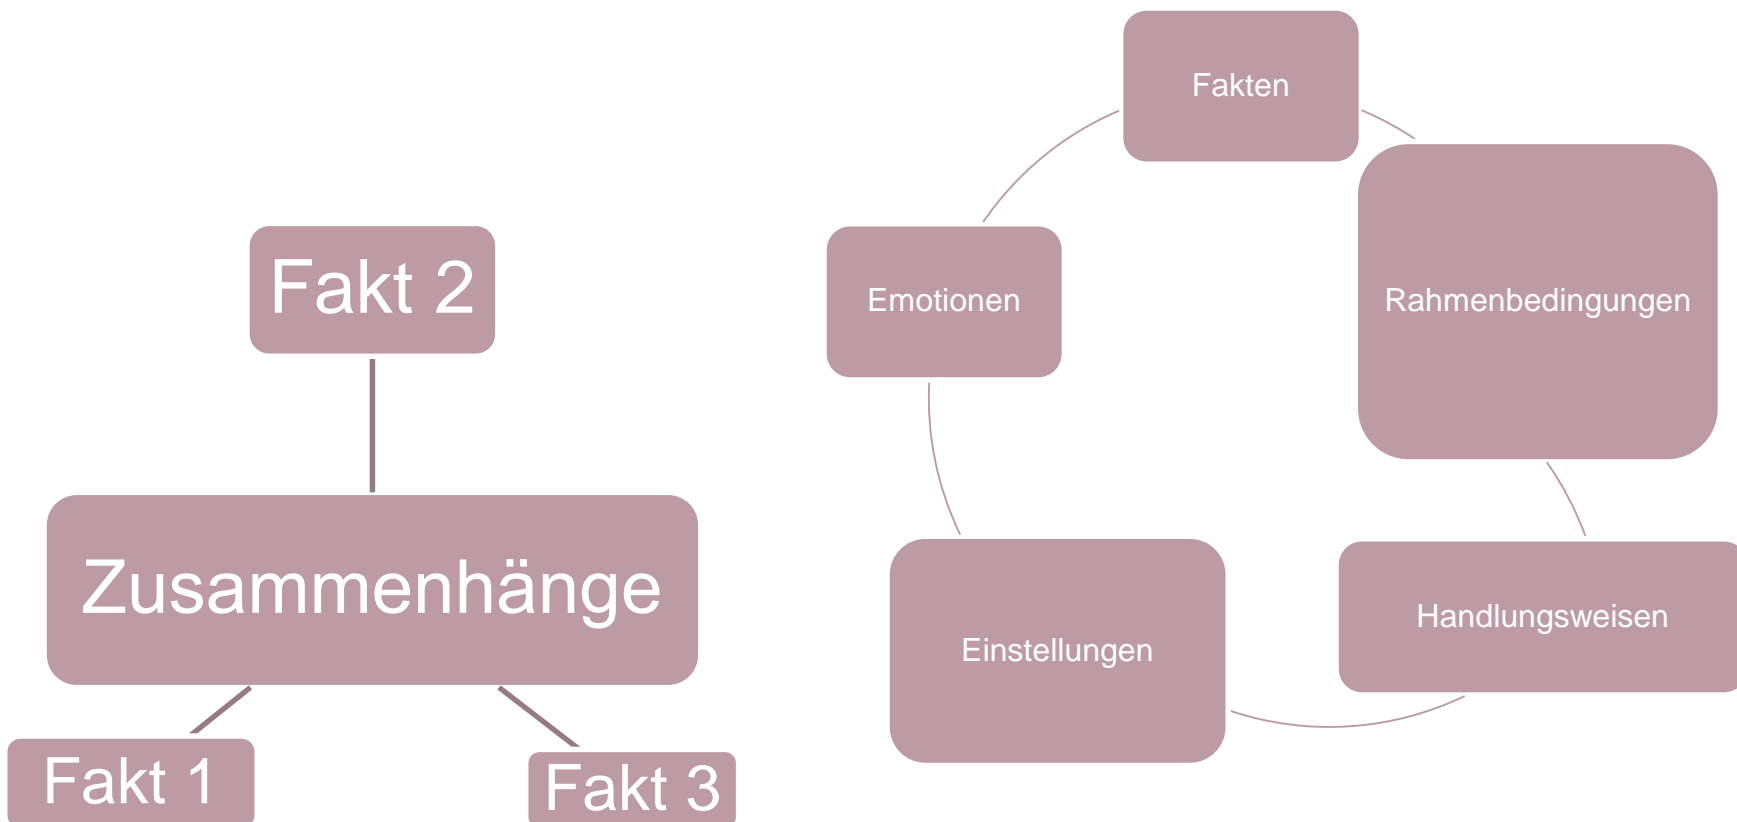 Fakt 2
Zusammenhänge
Fakt 1
Fakt 3
Fakten
Rahmenbedingungen
Handlungsweisen
Einstellungen
Emotionen